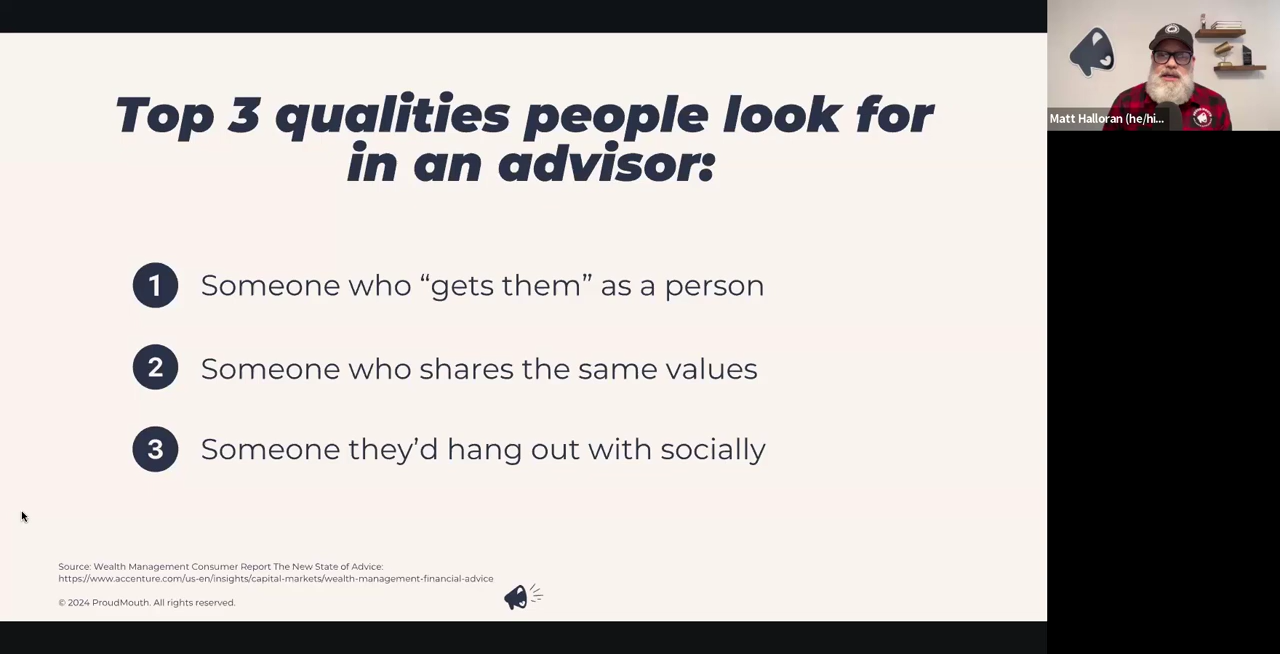 Top 3 qualities people look for
in an advisor:
1 Someone who “gets them” as a person
2 Someone who shares the same values
3 Someone they’d hang out with socially
Source: Wealth Management Consumer Report The New State of Advice:
https://www.accenture.com/us-en/insights/capital-markets/wealth-management-financial-advice
© 2024 ProudMouth. All rights reserved.
Matt Halloran (he/hi...